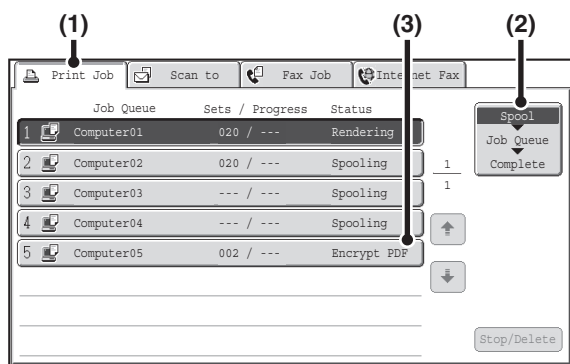 (1) (3) (2)
Print Job Scan to Fax Job Internet Fax
Job Queue Sets / Progress Status
1 Computer01 020 / --- Rendering
2 Computer02 020 / --- Spooling
3 Computer03 --- / --- Spooling
4 Computer04 --- / --- Spooling
5 Computer05 002 / --- Encrypt PDF
1
1
Spool
Job Queue
Complete
Stop/Delete